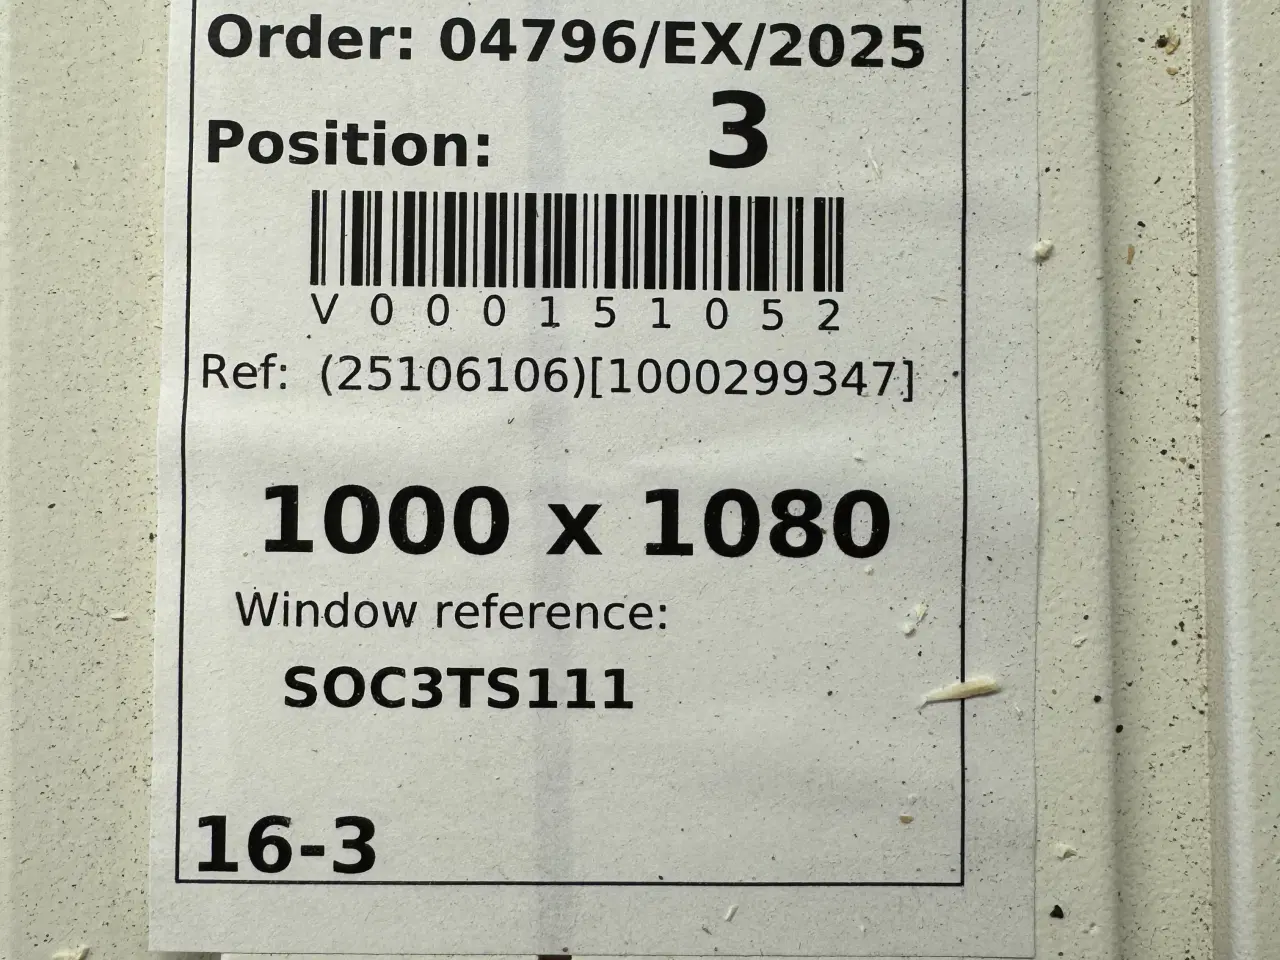 Order: 04796/EX/2025
Position: 3
V000151052
Ref: (25106106)[1000299347]
1000 x 1080
Window reference:
SOC3TS111
16-3